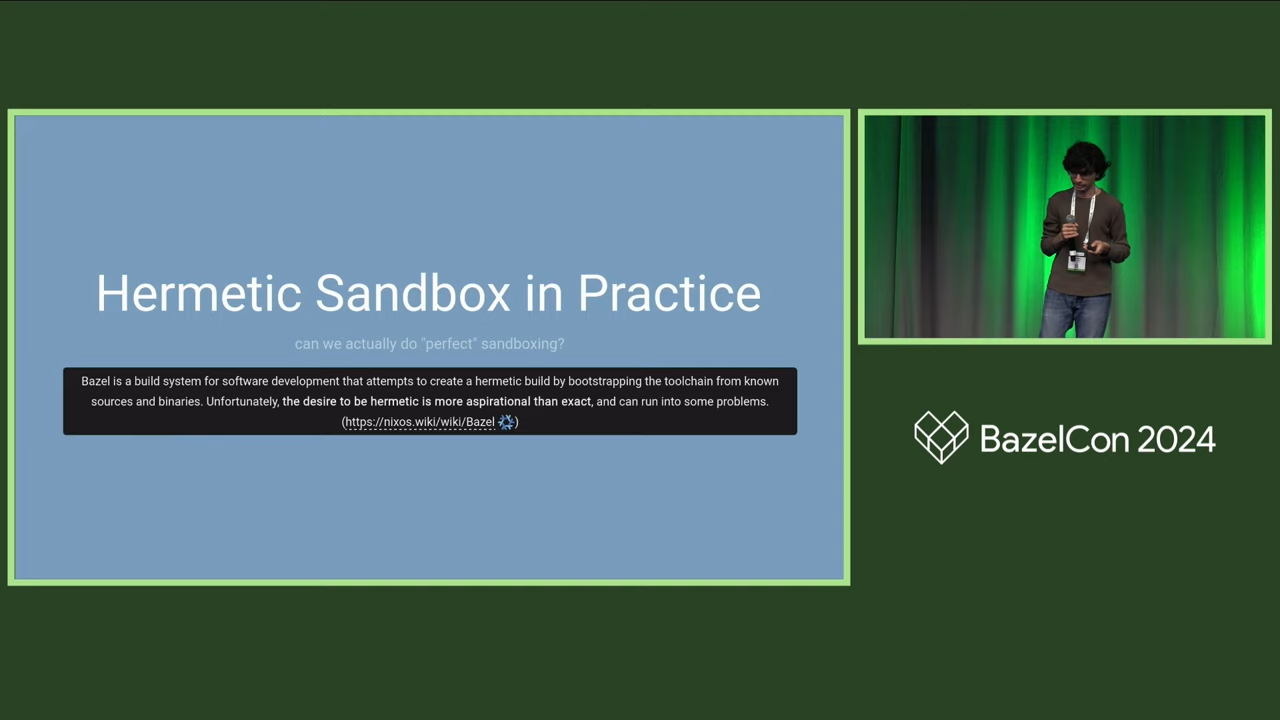 Hermetic Sandbox in Practice
can we actually do "perfect" sandboxing?
Bazel is a build system for software development that attempts to create a hermetic build by bootstrapping the toolchain from known
sources and binaries. Unfortunately, the desire to be hermetic is more aspirational than exact, and can run into some problems.
(https://nixos.wiki/wiki/Bazel)
BazelCon 2024